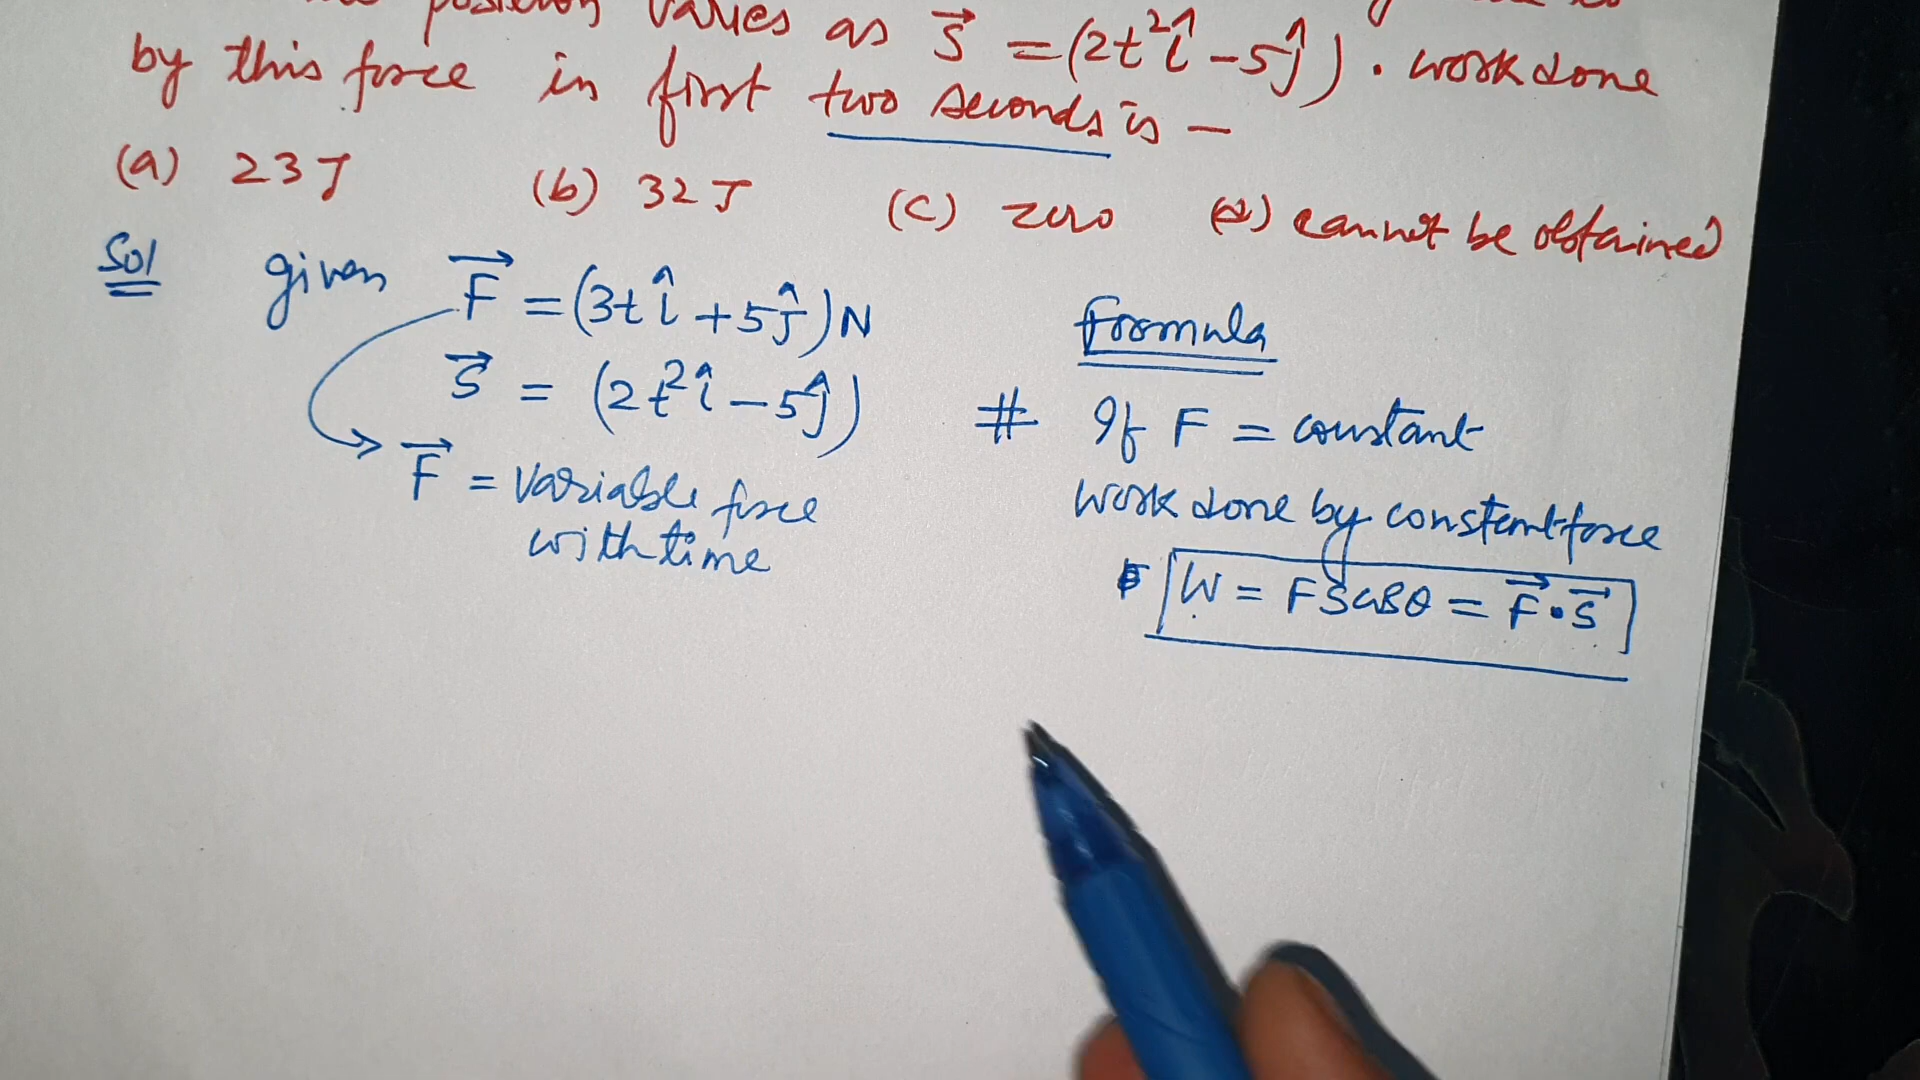 position varies as S⃗ = (2t²î - 5ĵ). work done
by this force in first two seconds is —
(a) 23 J (b) 32 J (c) zero (d) cannot be obtained
Sol given F⃗ = (3t î + 5ĵ) N
S⃗ = (2t²î - 5ĵ)
F⃗ = variable force
with time
Formula
# If F = constant
work done by constant force
W = FScosθ = F⃗ · S⃗